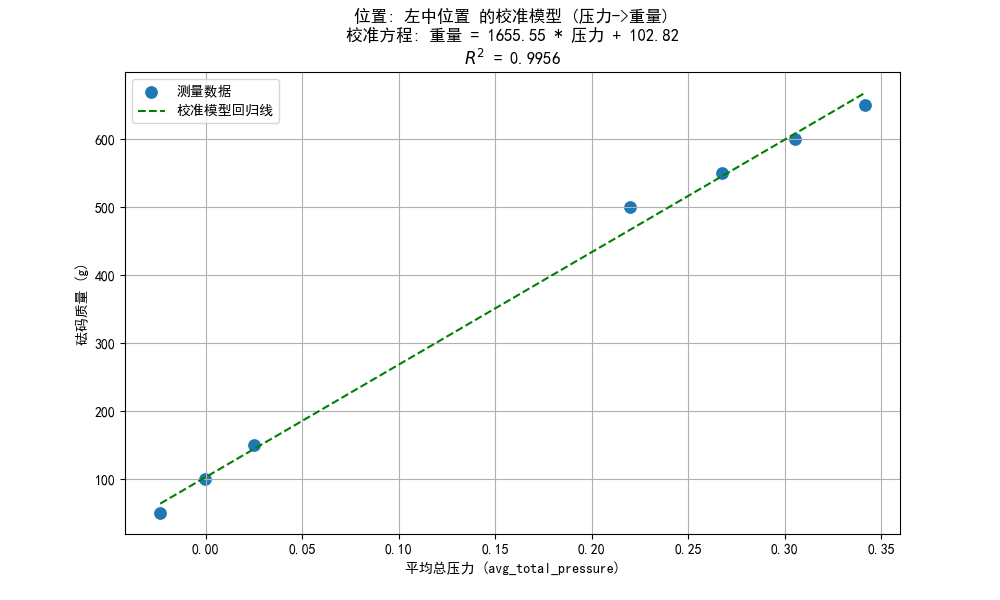 位置: 左中位置 的校准模型 (压力->重量)
校准方程: 重量 = 1655.55 * 压力 + 102.82
R² = 0.9956
测量数据
校准模型回归线
600
500
400
300
200
100
砝码质量 (g)
0.00 0.05 0.10 0.15 0.20 0.25 0.30 0.35
平均总压力 (avg_total_pressure)